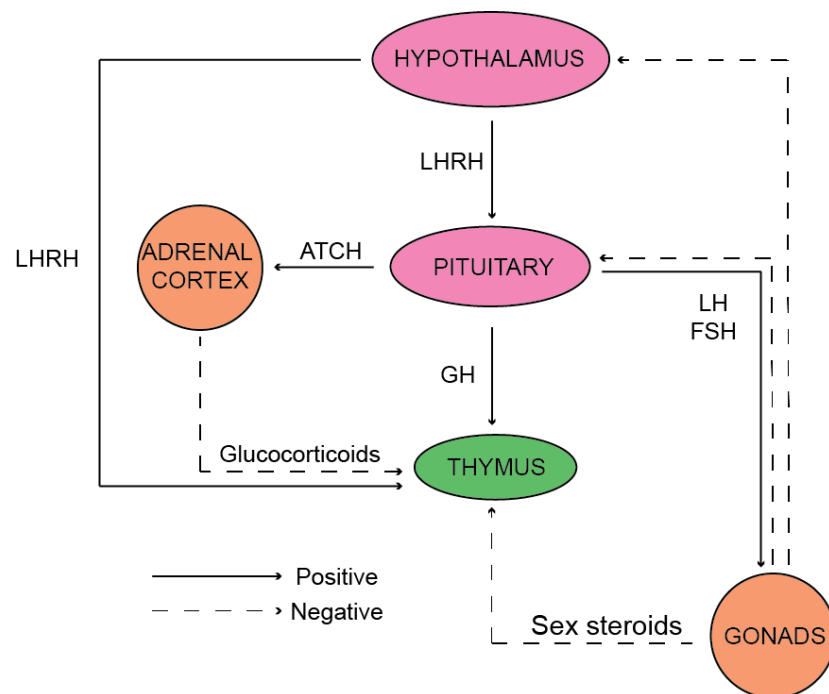 HYPOTHALAMUS
LHRH
LHRH
ADRENAL
CORTEX
ATCH
PITUITARY
LH
FSH
GH
Glucocorticoids
THYMUS
Positive
Negative
Sex steroids
GONADS